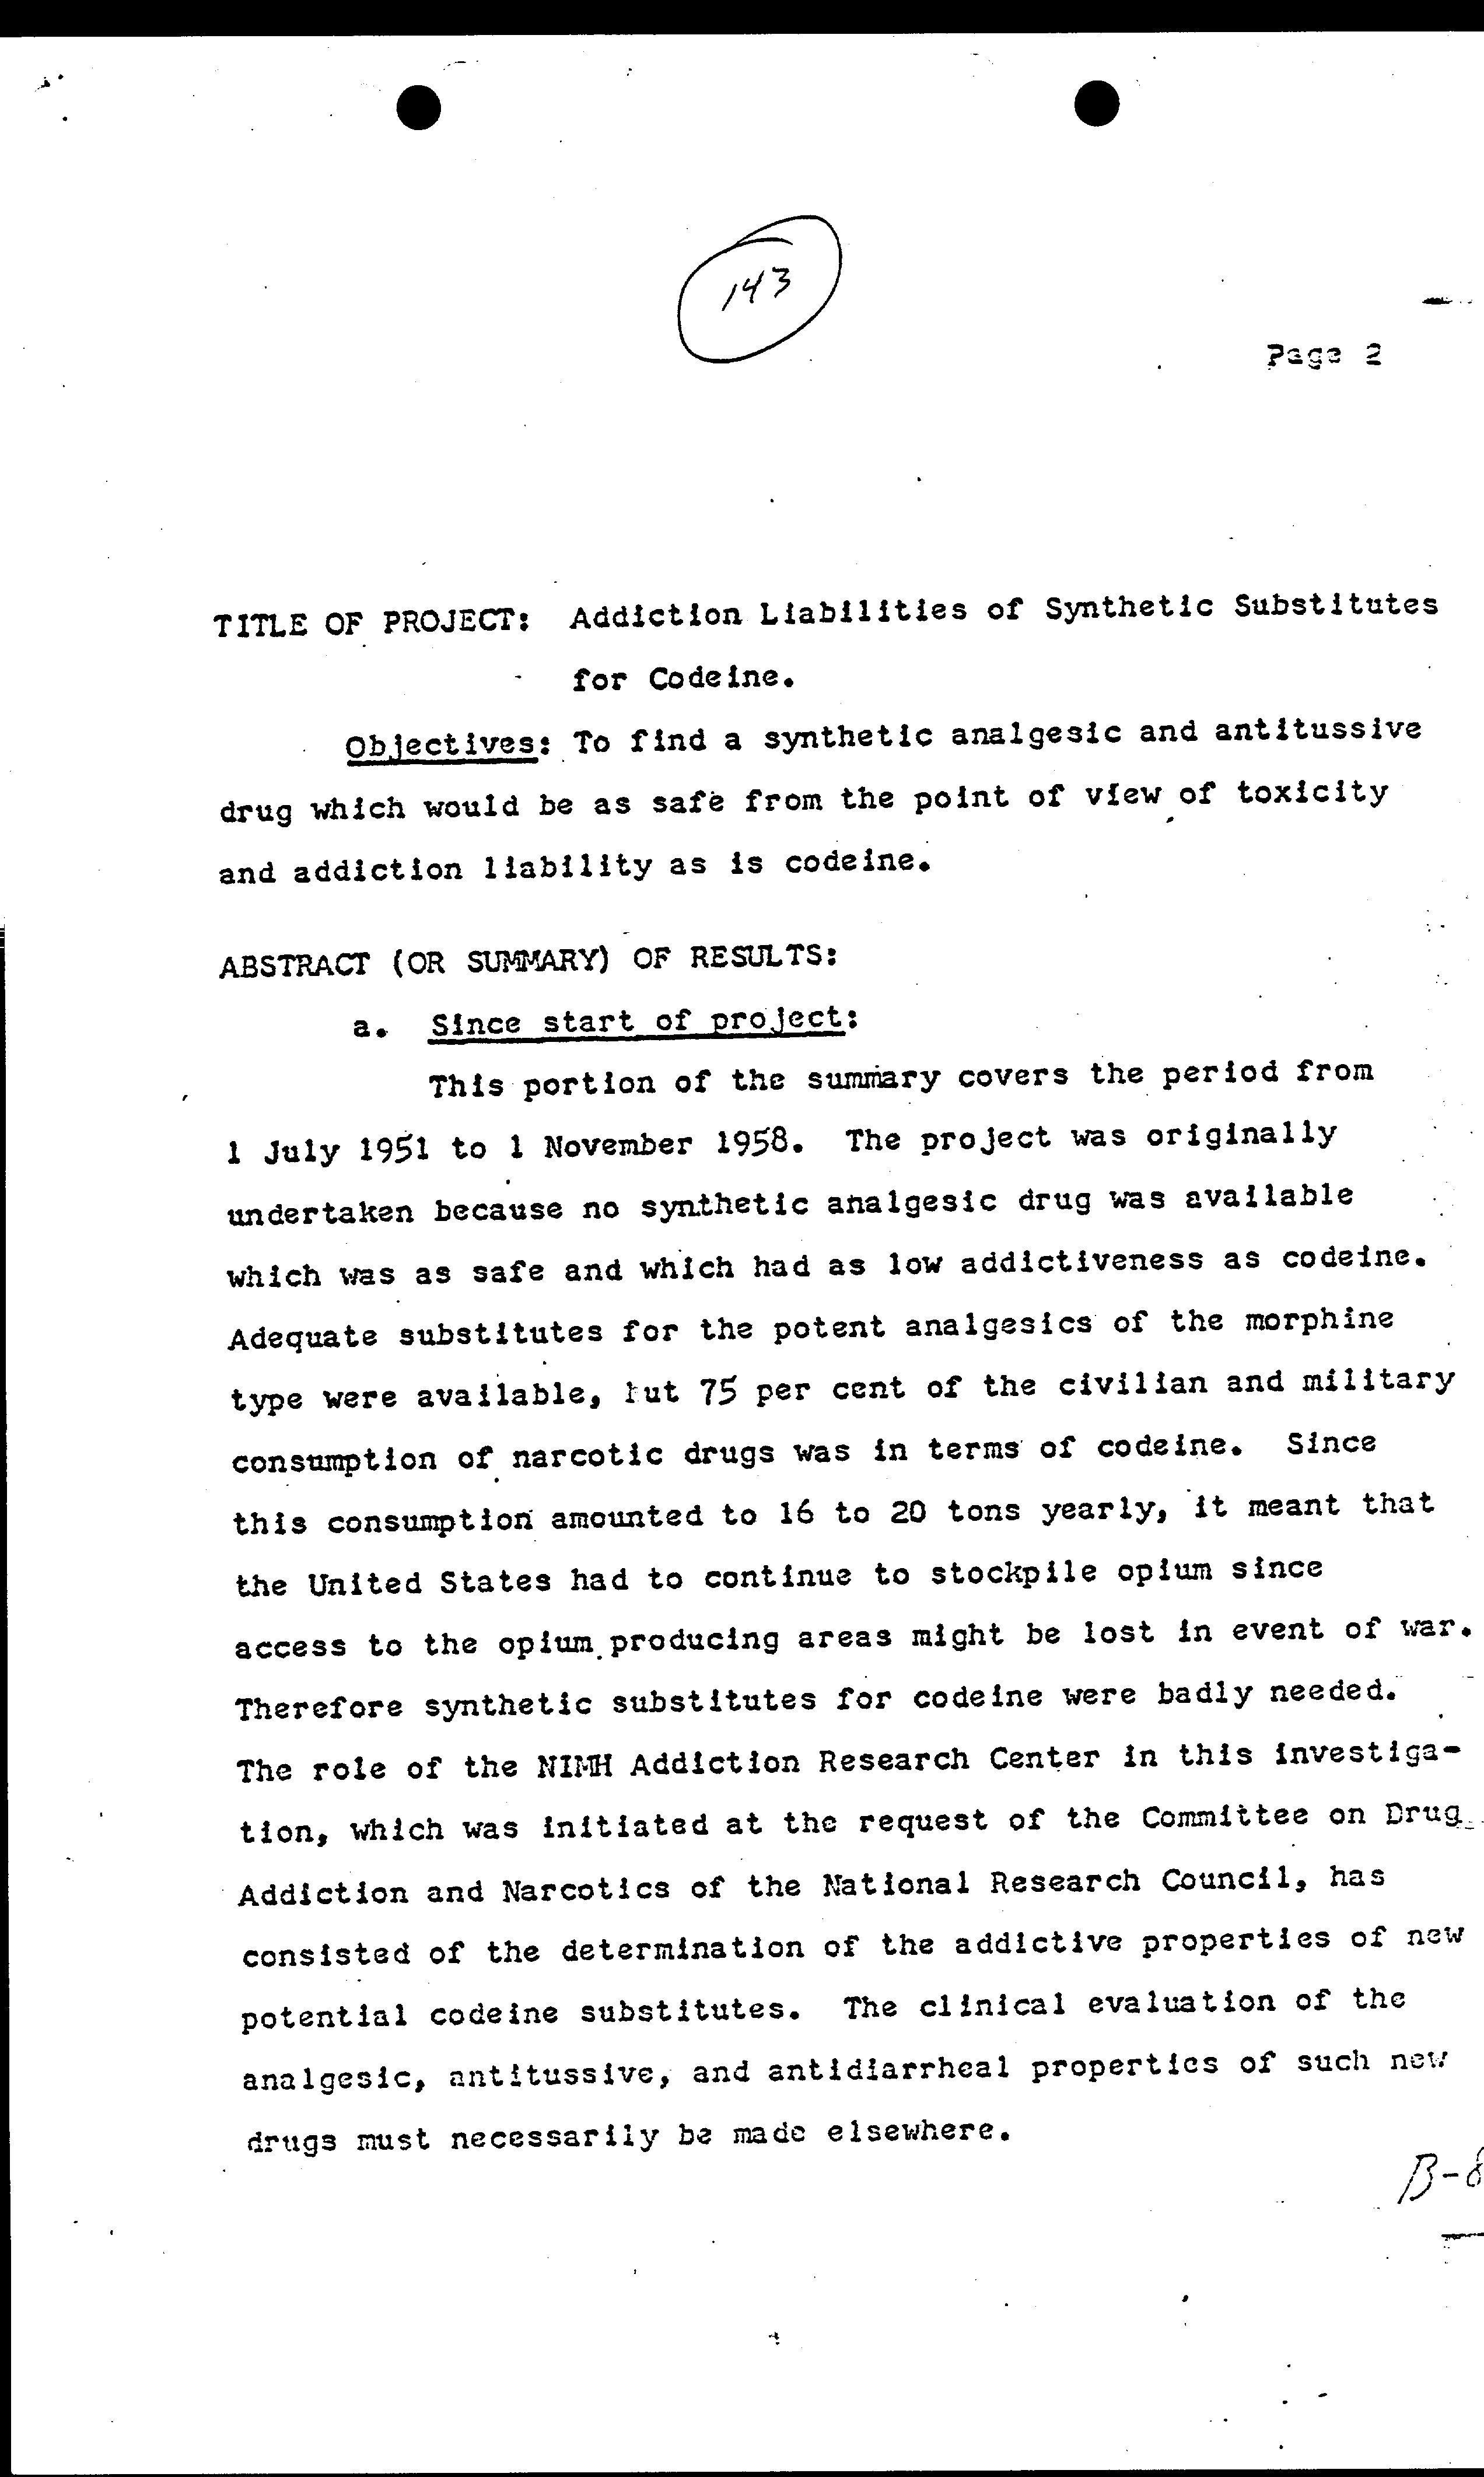 143
Page 2
TITLE OF PROJECT: Addiction Liabilities of Synthetic Substitutes
for Codeine.
Objectives: To find a synthetic analgesic and antitussive
drug which would be as safe from the point of view of toxicity
and addiction liability as is codeine.
ABSTRACT (OR SUMMARY) OF RESULTS:
a. Since start of project:
This portion of the summary covers the period from
1 July 1951 to 1 November 1958. The project was originally
undertaken because no synthetic analgesic drug was available
which was as safe and which had as low addictiveness as codeine.
Adequate substitutes for the potent analgesics of the morphine
type were available, but 75 per cent of the civilian and military
consumption of narcotic drugs was in terms of codeine. Since
this consumption amounted to 16 to 20 tons yearly, it meant that
the United States had to continue to stockpile opium since
access to the opium producing areas might be lost in event of war.
Therefore synthetic substitutes for codeine were badly needed.
The role of the NIMH Addiction Research Center in this investiga-
tion, which was initiated at the request of the Committee on Drug
Addiction and Narcotics of the National Research Council, has
consisted of the determination of the addictive properties of new
potential codeine substitutes. The clinical evaluation of the
analgesic, antitussive, and antidiarrheal properties of such new
drugs must necessarily be made elsewhere.
B-8